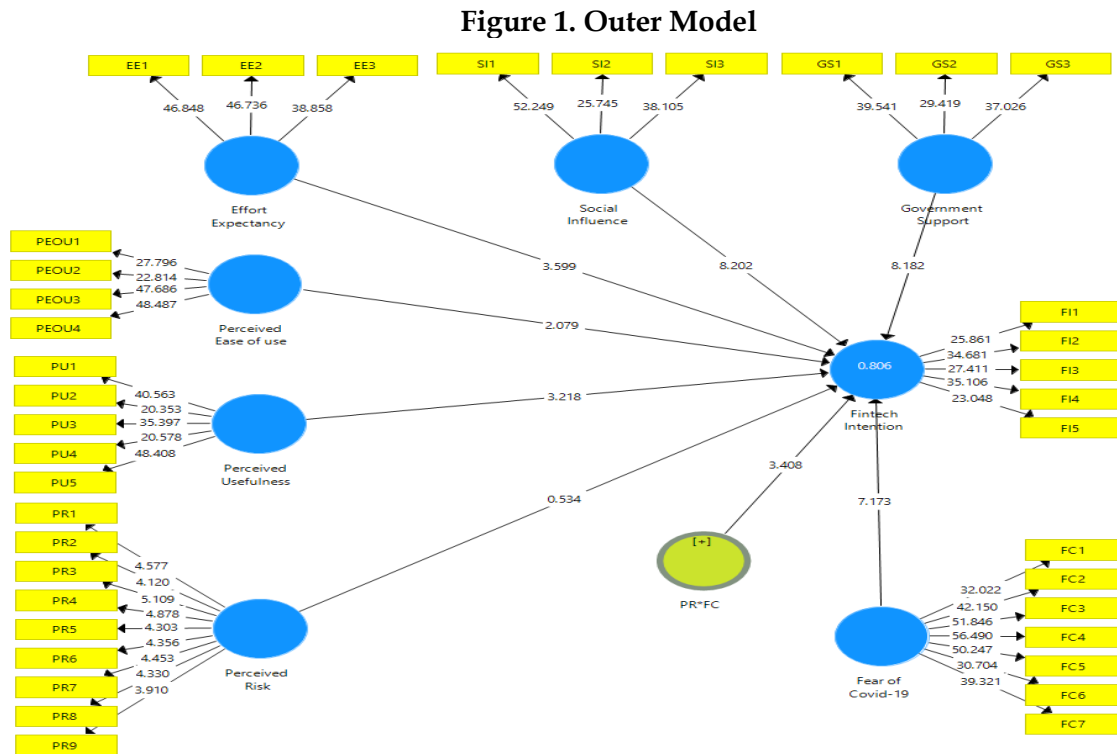 Figure 1. Outer Model
EE1
EE2
EE3
SI1
SI2
SI3
GS1
GS2
GS3
46.848
46.736
38.858
52.249
25.745
38.105
39.541
29.419
37.026
Effort
Expectancy
Social
Influence
Government
Support
PEOU1
PEOU2
PEOU3
PEOU4
27.796
22.814
47.686
48.487
Perceived
Ease of use
3.599
8.202
8.182
2.079
PU1
PU2
PU3
PU4
PU5
40.563
20.353
35.397
20.578
48.408
Perceived
Usefulness
3.218
0.806
Fintech
Intention
25.861
34.681
27.411
35.106
23.048
FI1
FI2
FI3
FI4
FI5
PR1
PR2
PR3
PR4
PR5
PR6
PR7
PR8
PR9
4.577
4.120
5.109
4.878
4.303
4.356
4.453
4.330
3.910
Perceived
Risk
0.534
3.408
7.173
[+]
PR*FC
Fear of
Covid-19
32.022
42.150
51.846
56.490
50.247
30.704
39.321
FC1
FC2
FC3
FC4
FC5
FC6
FC7